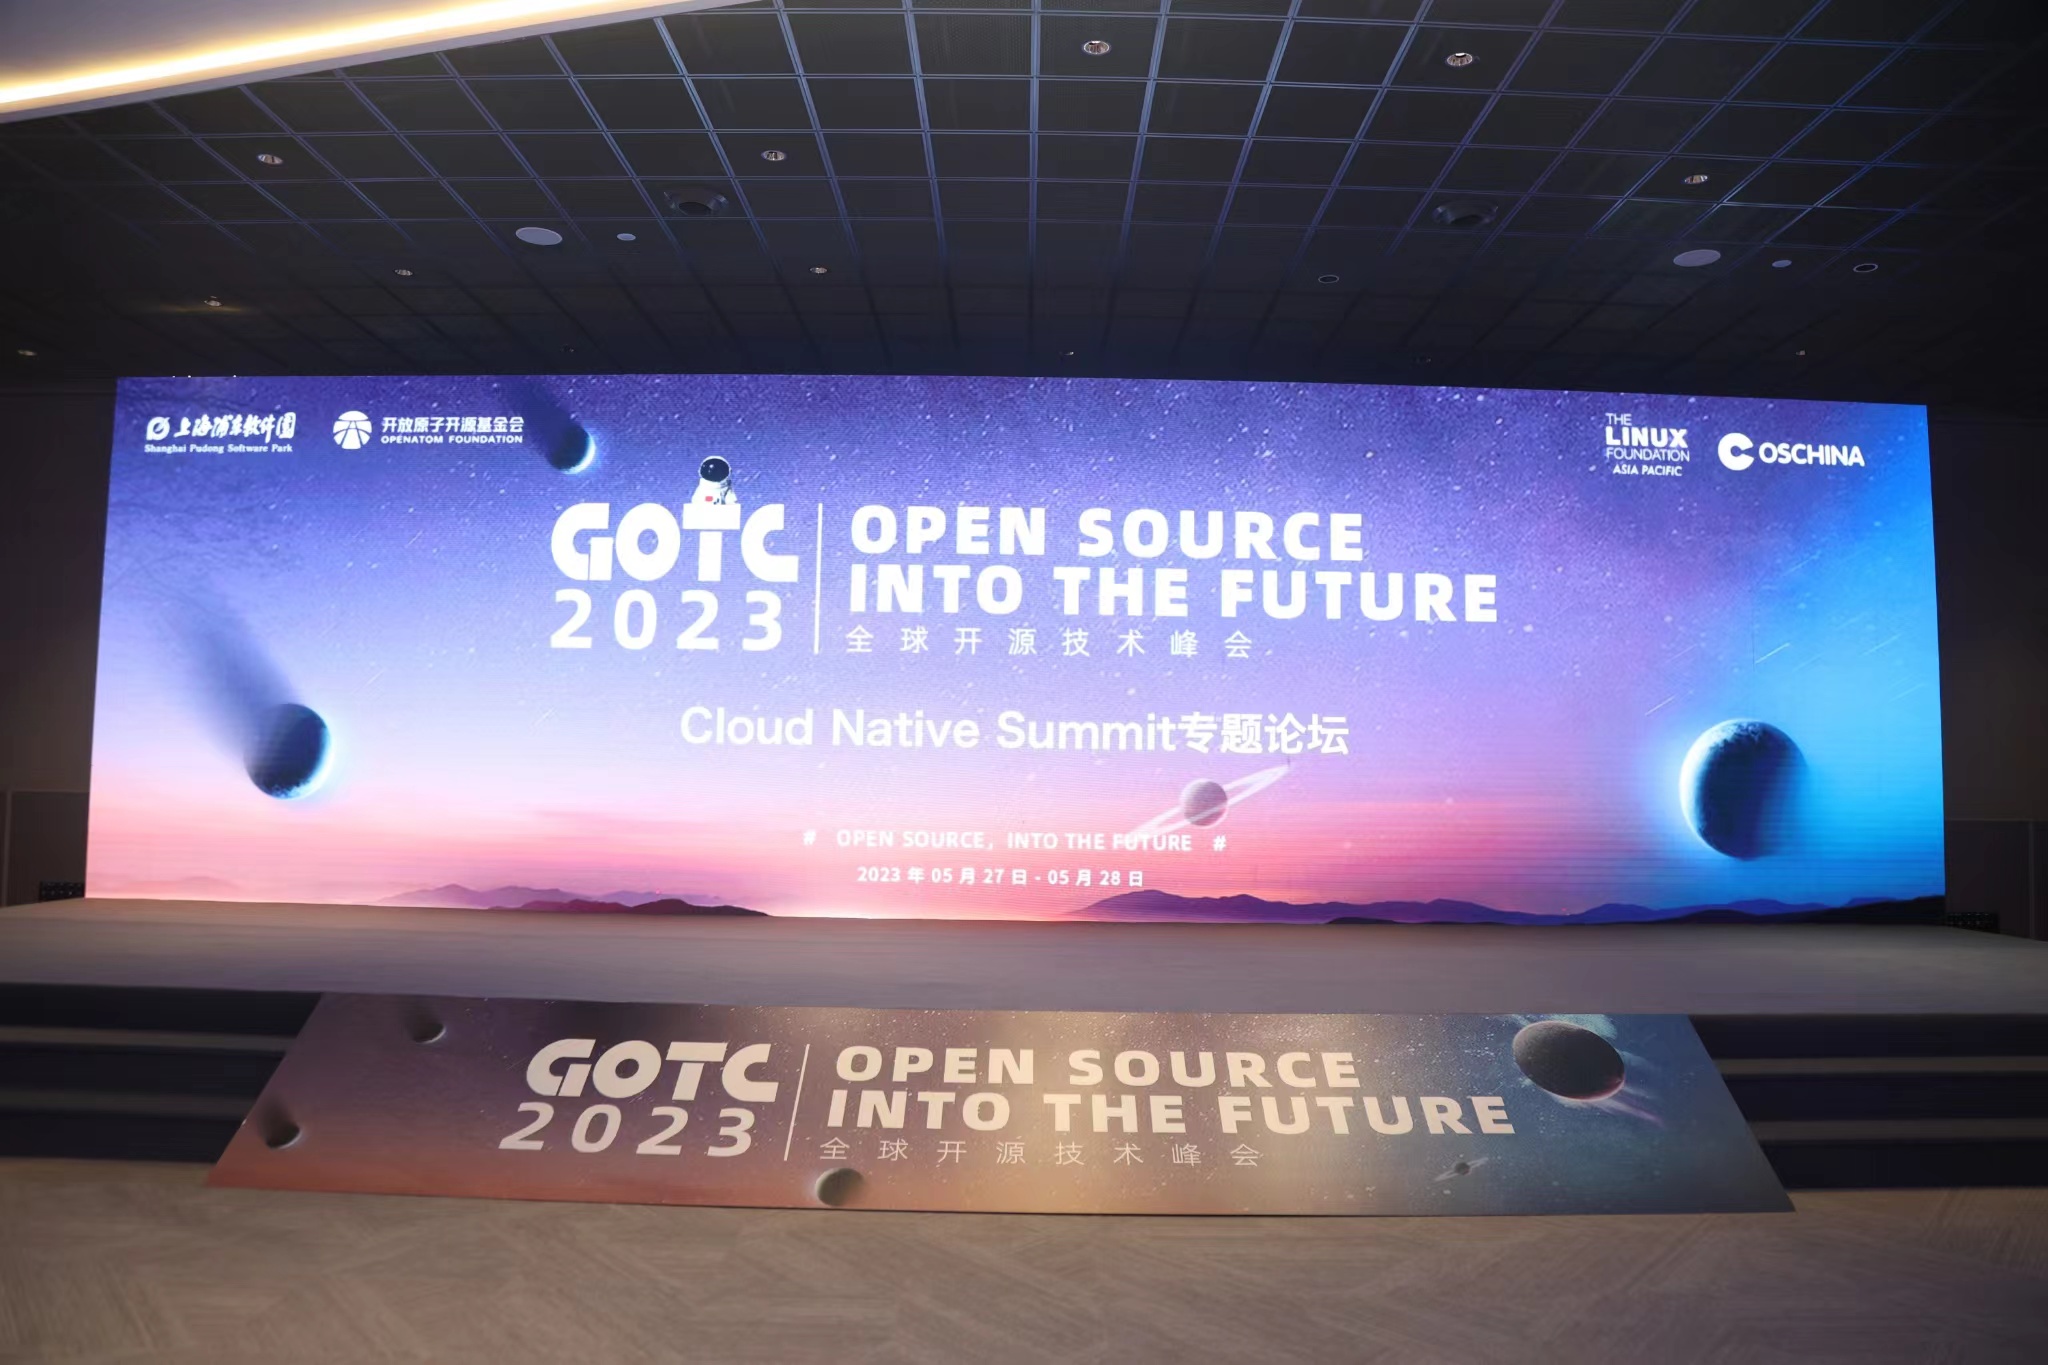 上海浦东软件园
Shanghai Pudong Software Park
开放原子开源基金会
OPENATOM FOUNDATION
THE
LINUX
FOUNDATION
ASIA PACIFIC
OSCHINA
GOTC
2023
OPEN SOURCE
INTO THE FUTURE
全球开源技术峰会
Cloud Native Summit专题论坛
# OPEN SOURCE, INTO THE FUTURE #
2023 年 05 月 27 日 - 05 月 28 日
GOTC
2023
OPEN SOURCE
INTO THE FUTURE
全球开源技术峰会